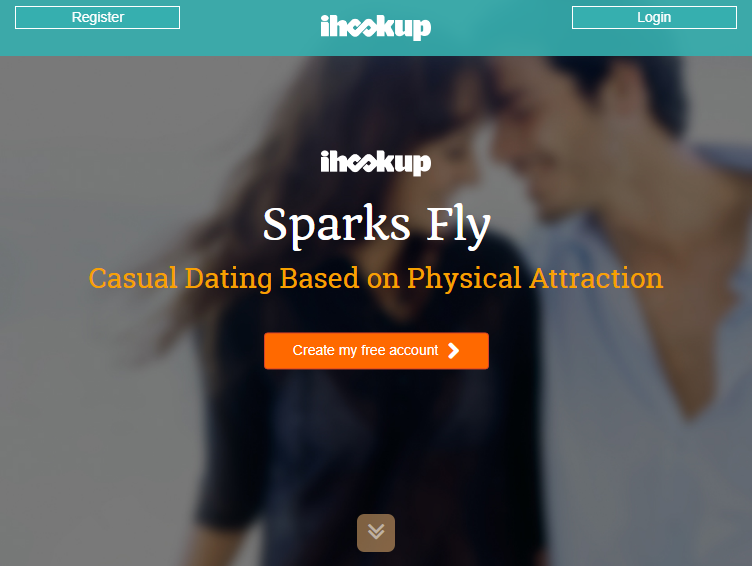 Register
ihookup
Login
ihookup
Sparks Fly
Casual Dating Based on Physical Attraction
Create my free account